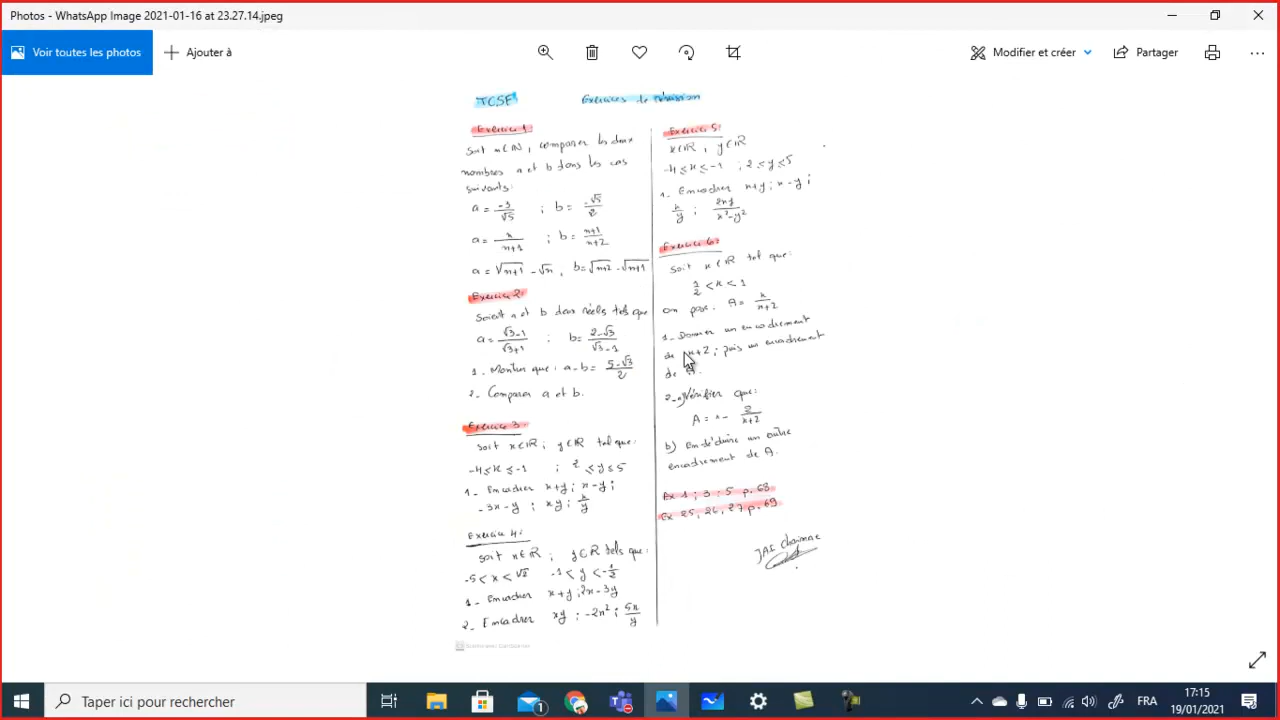 Photos - WhatsApp Image 2021-01-16 at 23.27.14.jpeg
Voir toutes les photos
Ajouter à
Modifier et créer
Partager
TCSF
Exercices de révision
Exercice 1
Soit n∈ℕ, comparer les deux
nombres a et b dans les cas
suivants:
a = -3/√5 ; b = -√5/2
a = n/n+1 ; b = n+1/n+2
a = √n+1 - √n , b = √n+2 - √n+1
Exercice 2:
Soient a et b deux réels tels que
a = √3-1/√3+1 ; b = 2-√3/√3-1
1. Montrer que: a-b = 5-√3/2
2- Comparer a et b.
Exercice 3:
Soit x∈ℝ; y∈ℝ tel que:
-4≤x≤-1 ; 2≤y≤5
1- Encadrer x+y; x-y;
-3x-y; xy; x/y
Exercice 4:
Soit x∈ℝ; y∈ℝ tels que:
-5<x<√2 -1<y<-1/2
1- Encadrer x+y; 2x-3y
2- Encadrer xy; -2x²; 5x/y
Exercice 5:
x∈ℝ, y∈ℝ
-4≤x≤-1 ; 2≤y≤5
1- Encadrer x+y; x-y;
x/y ; 2xy/x²-y²
Exercice 6:
Soit x∈ℝ tel que:
1/2<x<1
on pose: A = x/x+2
1- Donner un encadrement
de x+2; puis un encadrement
de A.
2-a) Vérifier que:
A = x- 2/x+2
b) En déduire un autre
encadrement de A.
Ex 1; 3; 5 p.68
Ex 25, 26, 27 p.69
JAI Chaimae
Taper ici pour rechercher
1
FRA
17:15
19/01/2021